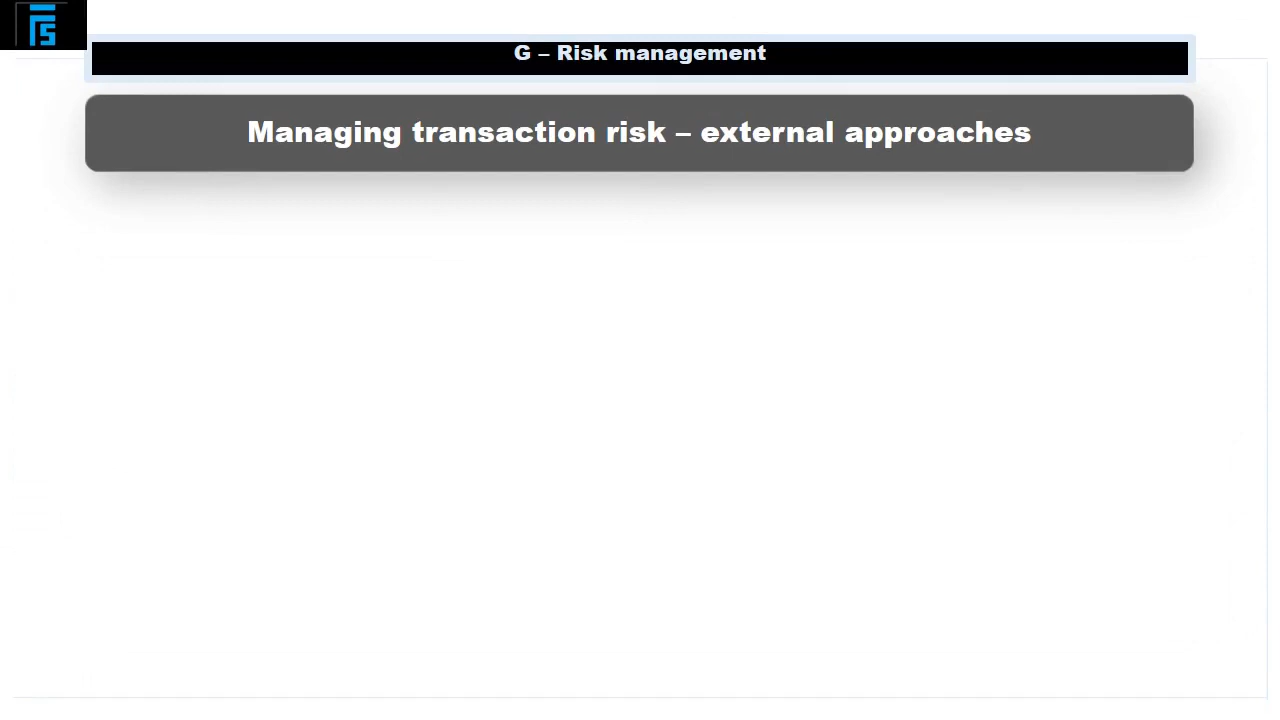 G – Risk management
Managing transaction risk – external approaches